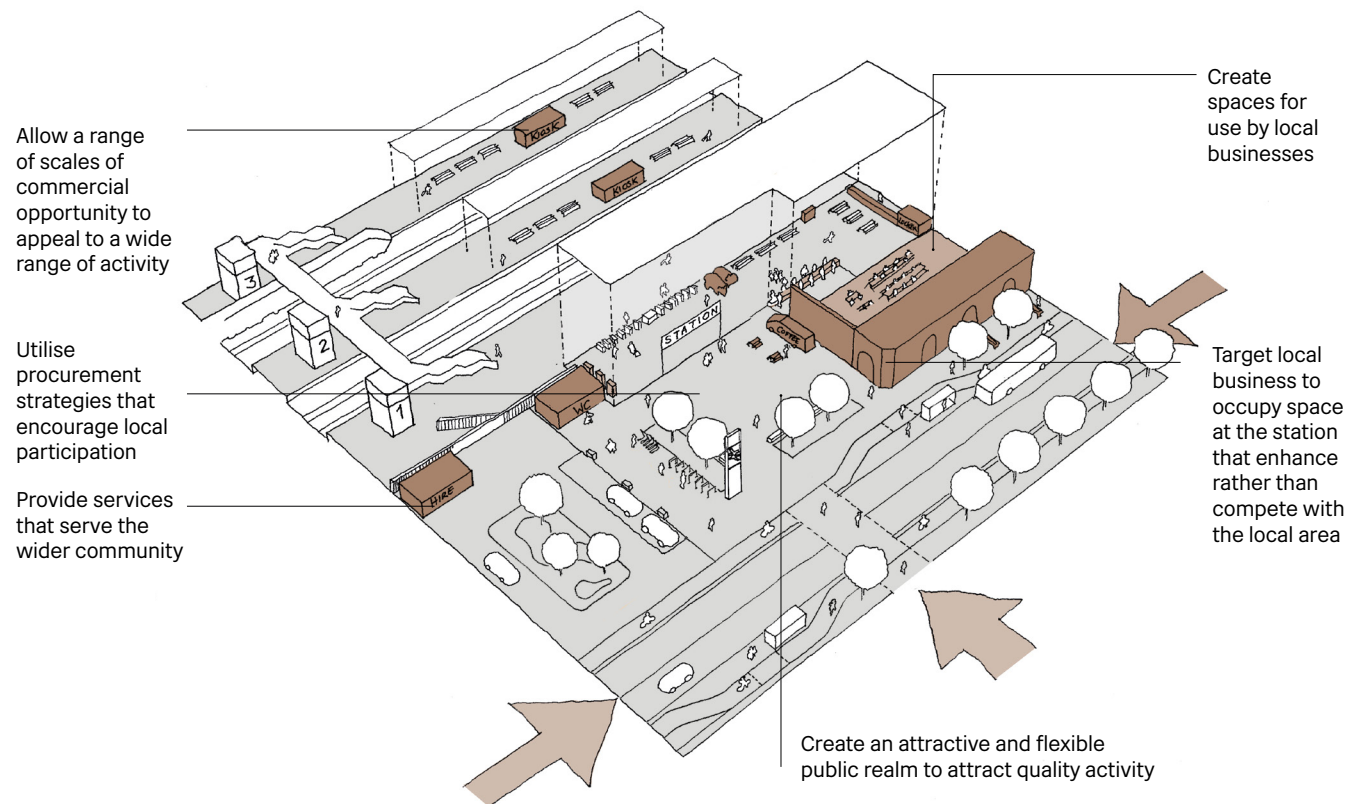 Allow a range
of scales of
commercial
opportunity to
appeal to a wide
range of activity
Utilise
procurement
strategies that
encourage local
participation
Provide services
that serve the
wider community
Create
spaces for
use by local
businesses
Target local
business to
occupy space
at the station
that enhance
rather than
compete with
the local area
Create an attractive and flexible
public realm to attract quality activity
KIOSK
KIOSK
3
2
1
STATION
COFFEE
WC
HIRE